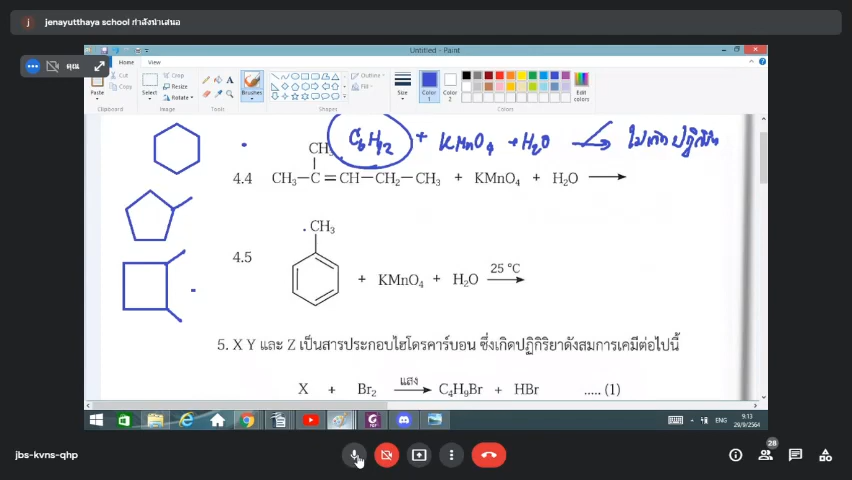 j jenayutthaya school กำลังนำเสนอ
Untitled - Paint
คุณ
Home View
Cut
Copy
Paste
Clipboard
Select
Crop
Resize
Rotate
Image
A
Tools
Brushes
Shapes
Outline
Fill
Size
Color 1
Color 2
Edit colors
Colors
C6H12 + KMnO4 + H2O → ไม่เกิดปฏิกิริยา
CH3
4.4 CH3—C=CH—CH2—CH3 + KMnO4 + H2O →
CH3
4.5 + KMnO4 + H2O 25 °C →
5. X Y และ Z เป็นสารประกอบไฮโดรคาร์บอน ซึ่งเกิดปฏิกิริยาดังสมการเคมีต่อไปนี้
X + Br2 แสง → C4H9Br + HBr ..... (1)
ENG
9:13
29/9/2564
jbs-kvns-qhp
28